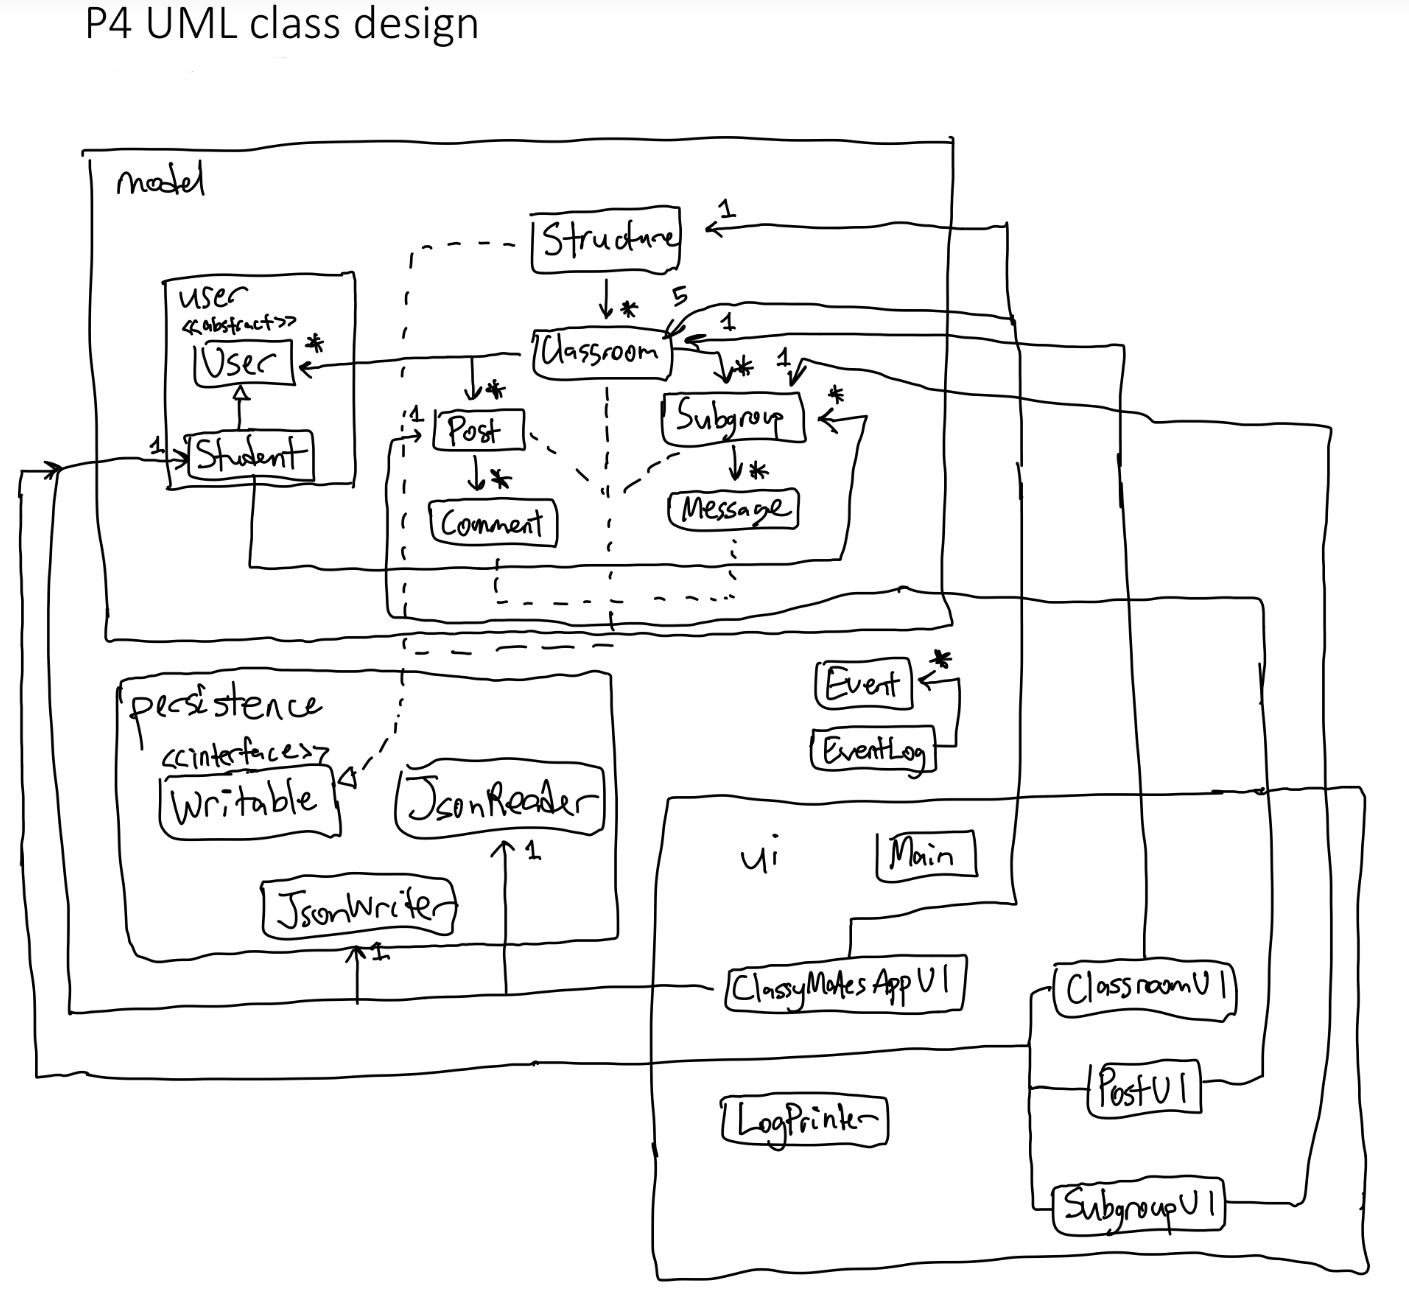 P4 UML class design
model
1
Structure
*
user
<<abstract>>
User
*
5
Classroom
1
*
1
*
1
Post
Subgroup
*
1
Student
*
*
Comment
Message
persistence
<<interface>>
Writable
JsonReader
1
JsonWriter
1
Event
*
EventLog
ui
Main
ClassyMatesAppUI
ClassroomUI
PostUI
LogPrinter
SubgroupUI